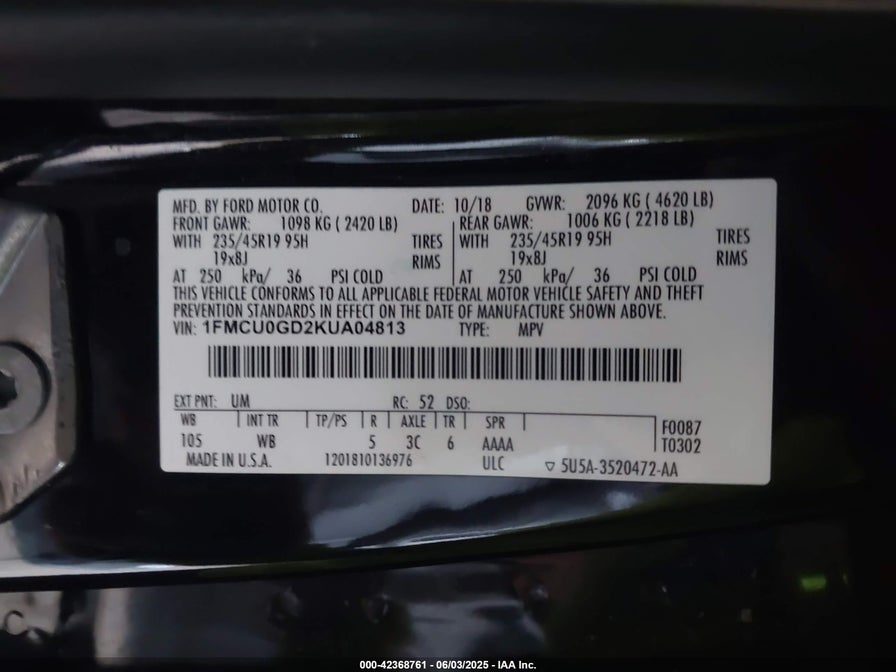 MFD. BY FORD MOTOR CO. DATE: 10/18 GVWR: 2096 KG ( 4620 LB)
FRONT GAWR: 1098 KG ( 2420 LB) REAR GAWR: 1006 KG ( 2218 LB)
WITH 235/45R19 95H TIRES WITH 235/45R19 95H TIRES
19x8J RIMS 19x8J RIMS
AT 250 kPa/ 36 PSI COLD AT 250 kPa/ 36 PSI COLD
THIS VEHICLE CONFORMS TO ALL APPLICABLE FEDERAL MOTOR VEHICLE SAFETY AND THEFT
PREVENTION STANDARDS IN EFFECT ON THE DATE OF MANUFACTURE SHOWN ABOVE.
VIN: 1FMCU0GD2KUA04813 TYPE: MPV
EXT PNT: UM RC: 52 DSO:
WB INT TR TP/PS R AXLE TR SPR F0087
105 WB 5 3C 6 AAAA T0302
MADE IN U.S.A. 1201810136976 ULC ▽ 5U5A-3520472-AA
000-42368761 - 06/03/2025 - IAA Inc.